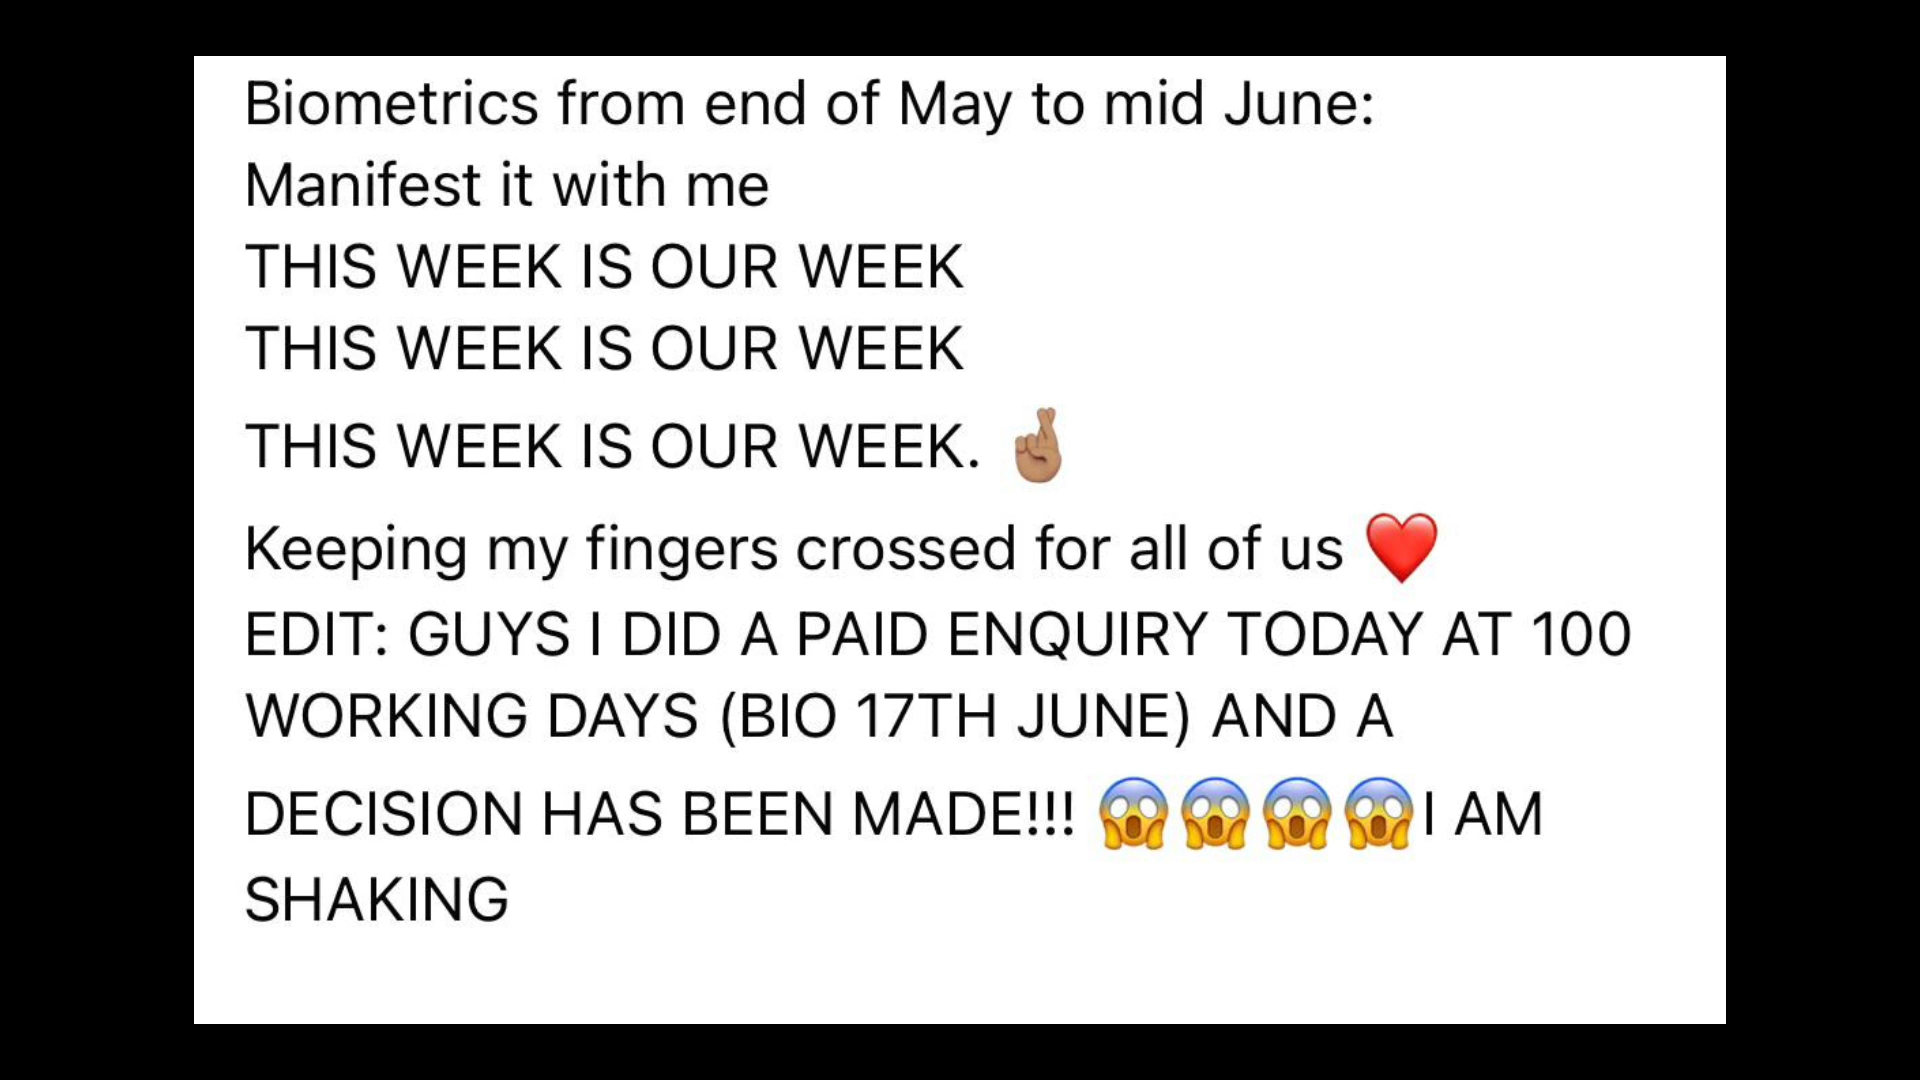 Biometrics from end of May to mid June:
Manifest it with me
THIS WEEK IS OUR WEEK
THIS WEEK IS OUR WEEK
THIS WEEK IS OUR WEEK. 🤞🏽
Keeping my fingers crossed for all of us ❤️
EDIT: GUYS I DID A PAID ENQUIRY TODAY AT 100
WORKING DAYS (BIO 17TH JUNE) AND A
DECISION HAS BEEN MADE!!! 😱😱😱😱I AM
SHAKING